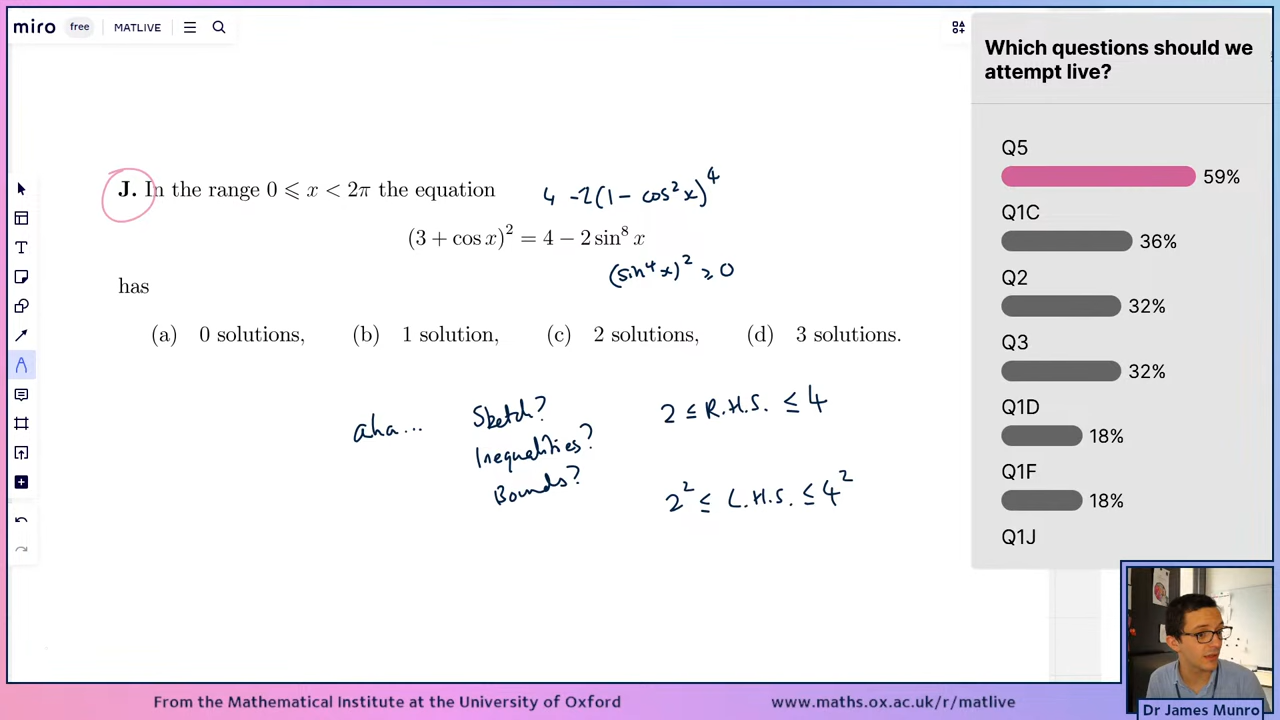 miro free MATLIVE
J. In the range 0 ⩽ x < 2π the equation
4 -2(1 - cos²x)⁴
(3 + cos x)² = 4 − 2 sin⁸ x
(sin⁴x)² ≥ 0
has
(a) 0 solutions, (b) 1 solution, (c) 2 solutions, (d) 3 solutions.
aha...
Sketch?
Inequalities?
Bounds?
2 ≤ R.H.S. ≤ 4
2² ≤ L.H.S. ≤ 4²
Which questions should we
attempt live?
Q5
59%
Q1C
36%
Q2
32%
Q3
32%
Q1D
18%
Q1F
18%
Q1J
From the Mathematical Institute at the University of Oxford
www.maths.ox.ac.uk/r/matlive
Dr James Munro